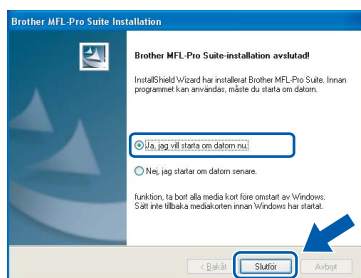 Brother MFL-Pro Suite Installation
Brother MFL-Pro Suite-installation avslutad!
InstallShield Wizard har installerat Brother MFL-Pro Suite. Innan
programmet kan användas, måste du starta om datorn.
Ja, jag vill starta om datorn nu.
Nej, jag startar om datorn senare.
funktion, ta bort alla media kort före omstart av Windows.
Sätt inte tillbaka mediakorten innan Windows har startat.
< Bakåt
Slutför
Avbryt